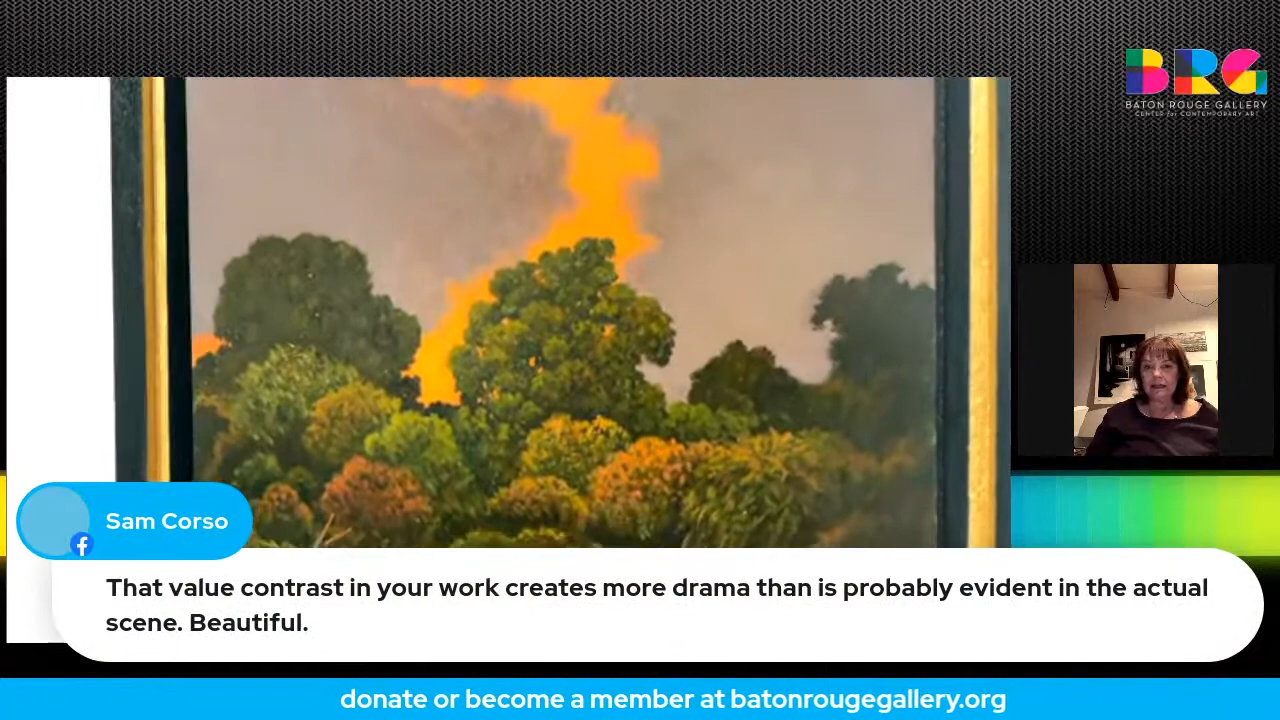 BRG
BATON ROUGE GALLERY
CENTER for CONTEMPORARY ART
Sam Corso
That value contrast in your work creates more drama than is probably evident in the actual
scene. Beautiful.
donate or become a member at batonrougegallery.org